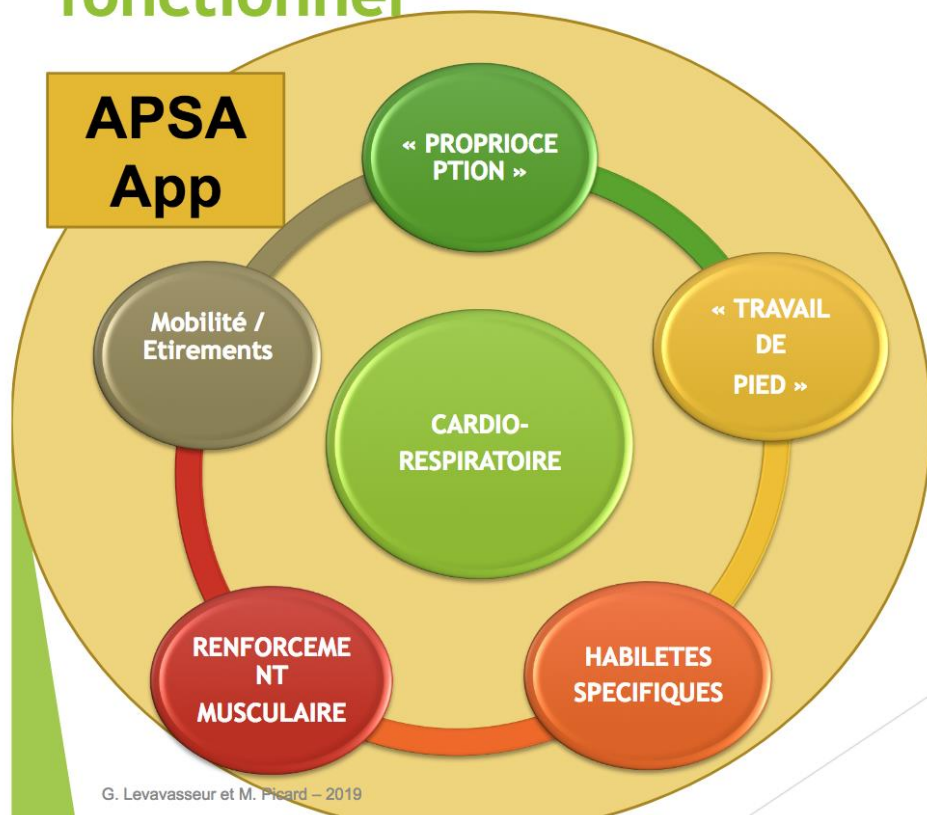 fonctionnel
APSA
App
« PROPRIOCE
PTION »
Mobilité /
Etirements
« TRAVAIL
DE
PIED »
CARDIO-
RESPIRATOIRE
RENFORCEME
NT
MUSCULAIRE
HABILETES
SPECIFIQUES
G. Levavasseur et M. Picard – 2019